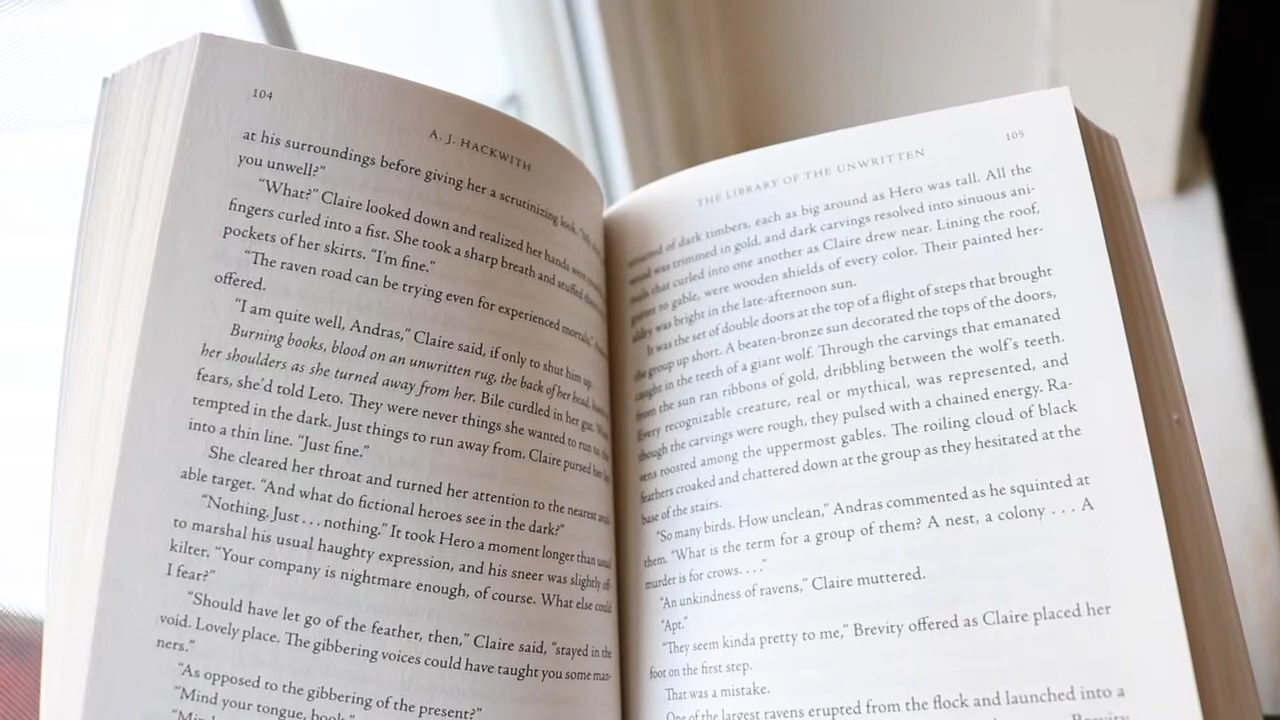 104
A. J. HACKWITH
at his surroundings before giving her a scrutinizing look. "My
you unwell?"
"What?" Claire looked down and realized her hands were
fingers curled into a fist. She took a sharp breath and stuffed them
pockets of her skirts. "I'm fine."
"The raven road can be trying even for experienced mortals,"
offered.
"I am quite well, Andras," Claire said, if only to shut him up.
Burning books, blood on an unwritten rug, the back of her head,
her shoulders as she turned away from her. Bile curdled in her gut.
fears, she'd told Leto. They were never things she wanted to run to,
tempted in the dark. Just things to run away from. Claire pursed her
into a thin line. "Just fine."
She cleared her throat and turned her attention to the nearest
able target. "And what do fictional heroes see in the dark?"
"Nothing. Just . . . nothing." It took Hero a moment longer than usual
to marshal his usual haughty expression, and his sneer was slightly off-
kilter. "Your company is nightmare enough, of course. What else could
I fear?"
"Should have let go of the feather, then," Claire said, "stayed in the
void. Lovely place. The gibbering voices could have taught you some man-
ners."
"As opposed to the gibbering of the present?"
"Mind your tongue, book."
"Mind
105
THE LIBRARY OF THE UNWRITTEN
of dark timbers, each as big around as Hero was tall. All the
wood was trimmed in gold, and dark carvings resolved into sinuous ani-
mals that curled into one another as Claire drew near. Lining the roof,
gutter to gable, were wooden shields of every color. Their painted her-
aldry was bright in the late-afternoon sun.
It was the set of double doors at the top of a flight of steps that brought
the group up short. A beaten-bronze sun decorated the tops of the doors,
caught in the teeth of a giant wolf. Through the carvings that emanated
from the sun ran ribbons of gold, dribbling between the wolf's teeth.
Every recognizable creature, real or mythical, was represented, and
though the carvings were rough, they pulsed with a chained energy. Ra-
vens roosted among the uppermost gables. The roiling cloud of black
feathers croaked and chattered down at the group as they hesitated at the
base of the stairs.
"So many birds. How unclean," Andras commented as he squinted at
them. "What is the term for a group of them? A nest, a colony . . . A
murder is for crows. . . ."
"An unkindness of ravens," Claire muttered.
"Apt."
"They seem kinda pretty to me," Brevity offered as Claire placed her
foot on the first step.
That was a mistake.
One of the largest ravens erupted from the flock and launched into a
Brevity